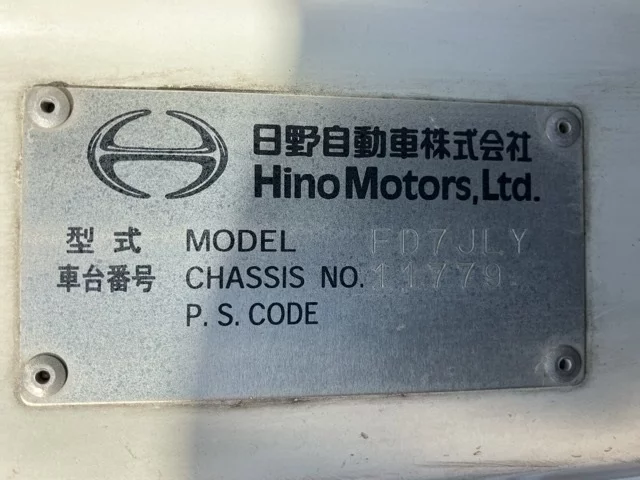 日野自動車株式会社
Hino Motors, Ltd.
型式 MODEL FD7JLY
車台番号 CHASSIS NO. 11779
P. S. CODE